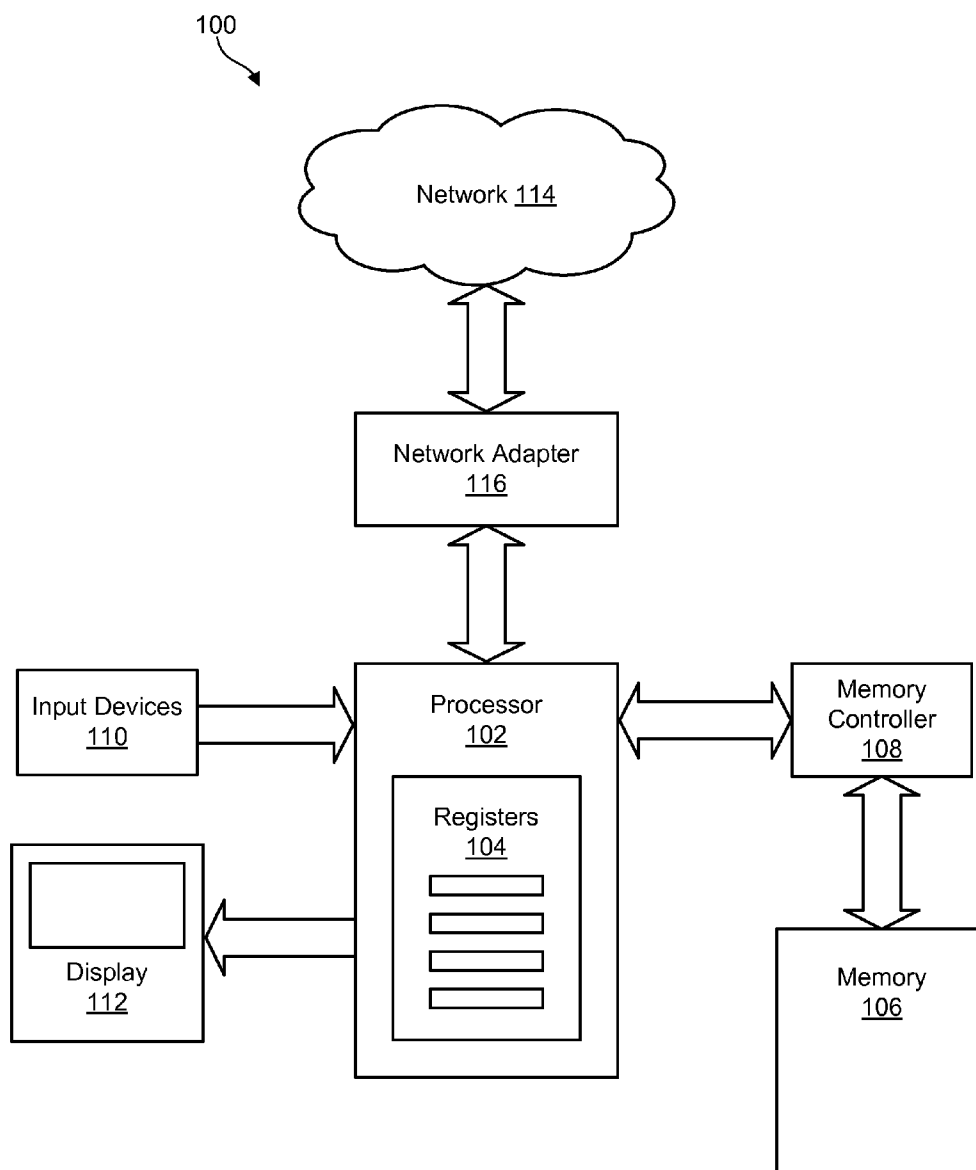 100
Network 114
Network Adapter
116
Input Devices
110
Processor
102
Memory
Controller
108
Registers
104
Display
112
Memory
106